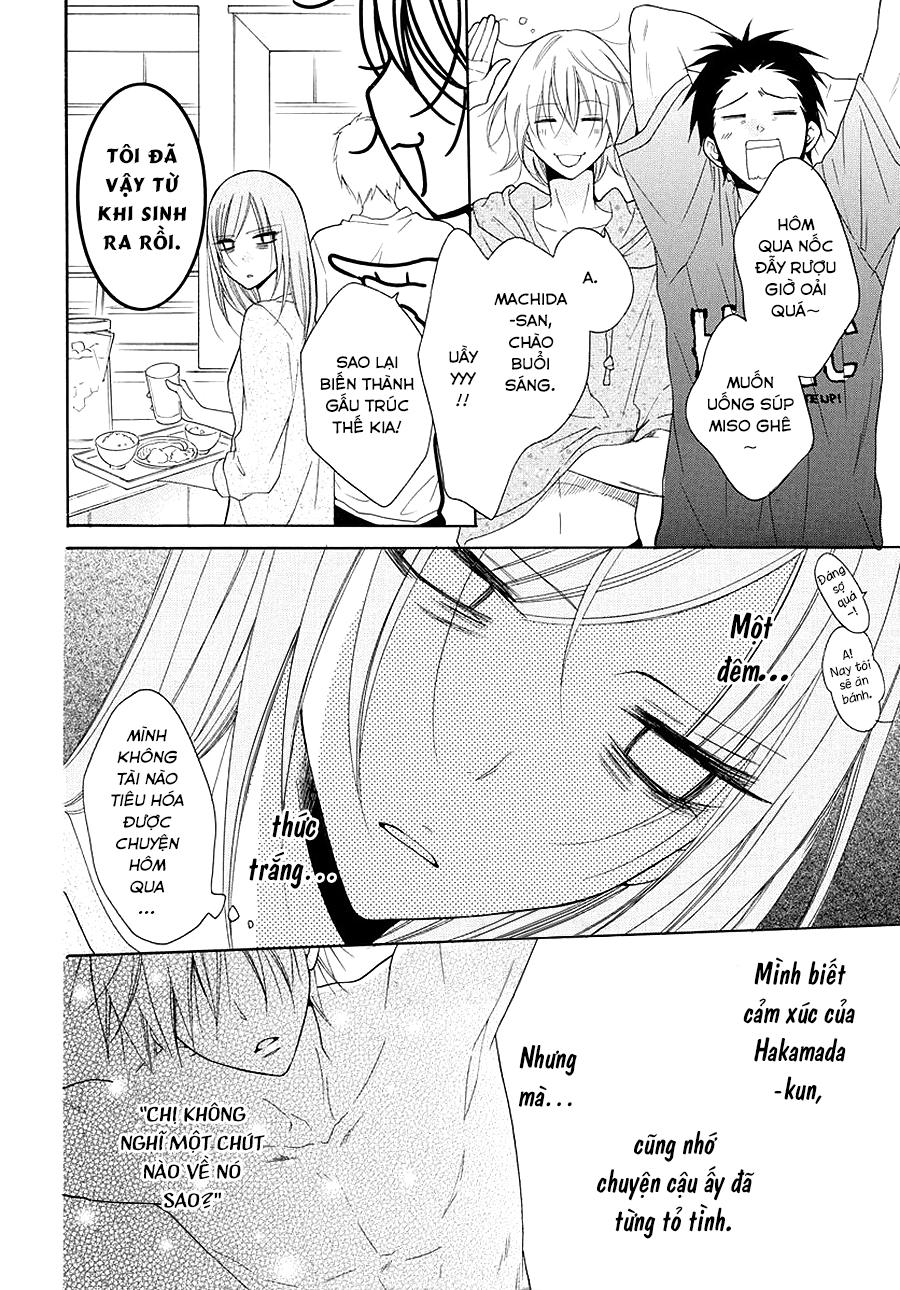 HÔM
QUA NỐC
ĐẪY RƯỢU
GIỜ OẢI
QUÁ~
MUỐN
UỐNG SÚP
MISO GHÊ
~
A.
MACHIDA
-SAN,
CHÀO
BUỔI
SÁNG.
UẦY
YYY
!!
SAO LẠI
BIẾN THÀNH
GẤU TRÚC
THẾ KIA!
TÔI ĐÃ
VẬY TỪ
KHI SINH
RA RỒI.
Đáng
sợ
quá
~!
A!
Nay tôi
sẽ ăn
bánh.
Một
đêm...
thức
trắng...
MÌNH
KHÔNG
TÀI NÀO
TIÊU HÓA
ĐƯỢC
CHUYỆN
HÔM
QUA
...
Mình biết
cảm xúc của
Hakamada
-kun,
cũng nhớ
chuyện cậu ấy đã
từng tỏ tình.
Nhưng
mà...
"CHỊ KHÔNG
NGHĨ MỘT CHÚT
NÀO VỀ NÓ
SAO?"